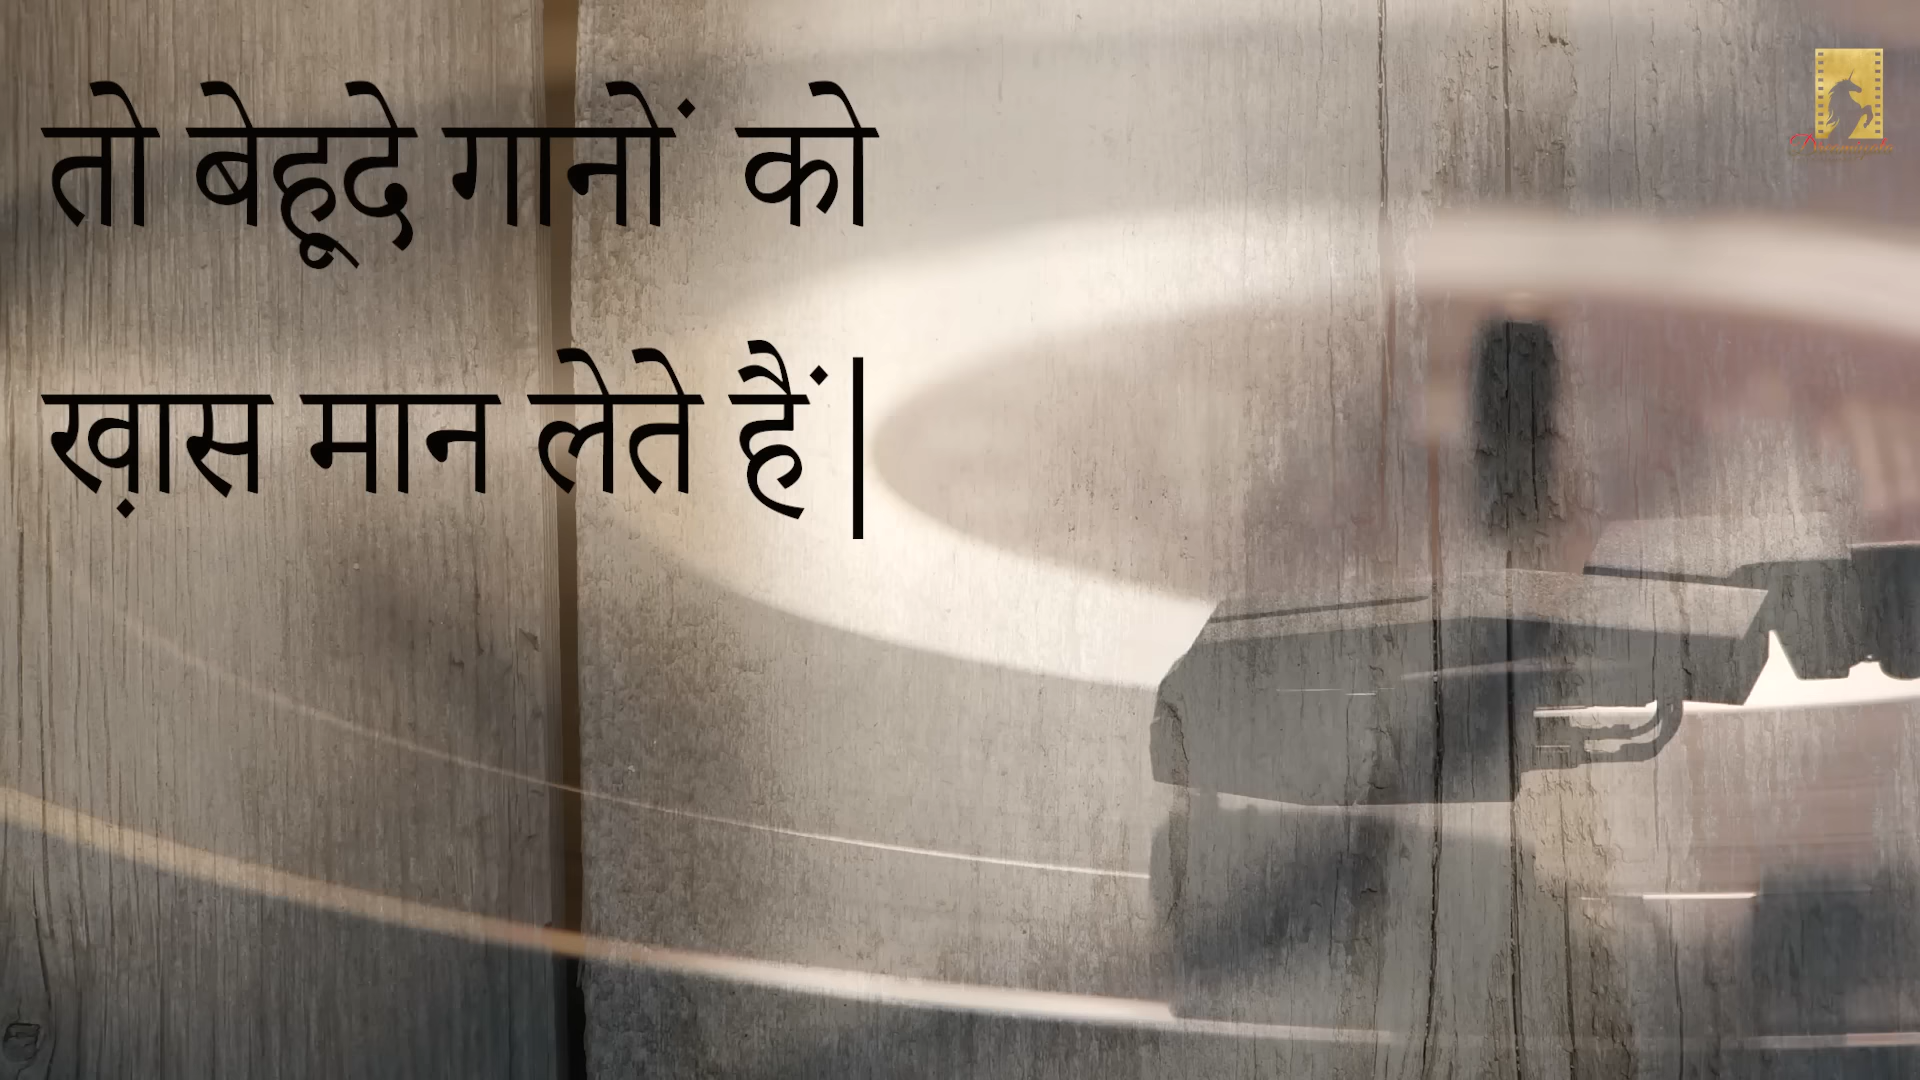 तो बेहूदे गानों को
ख़ास मान लेते हैं|